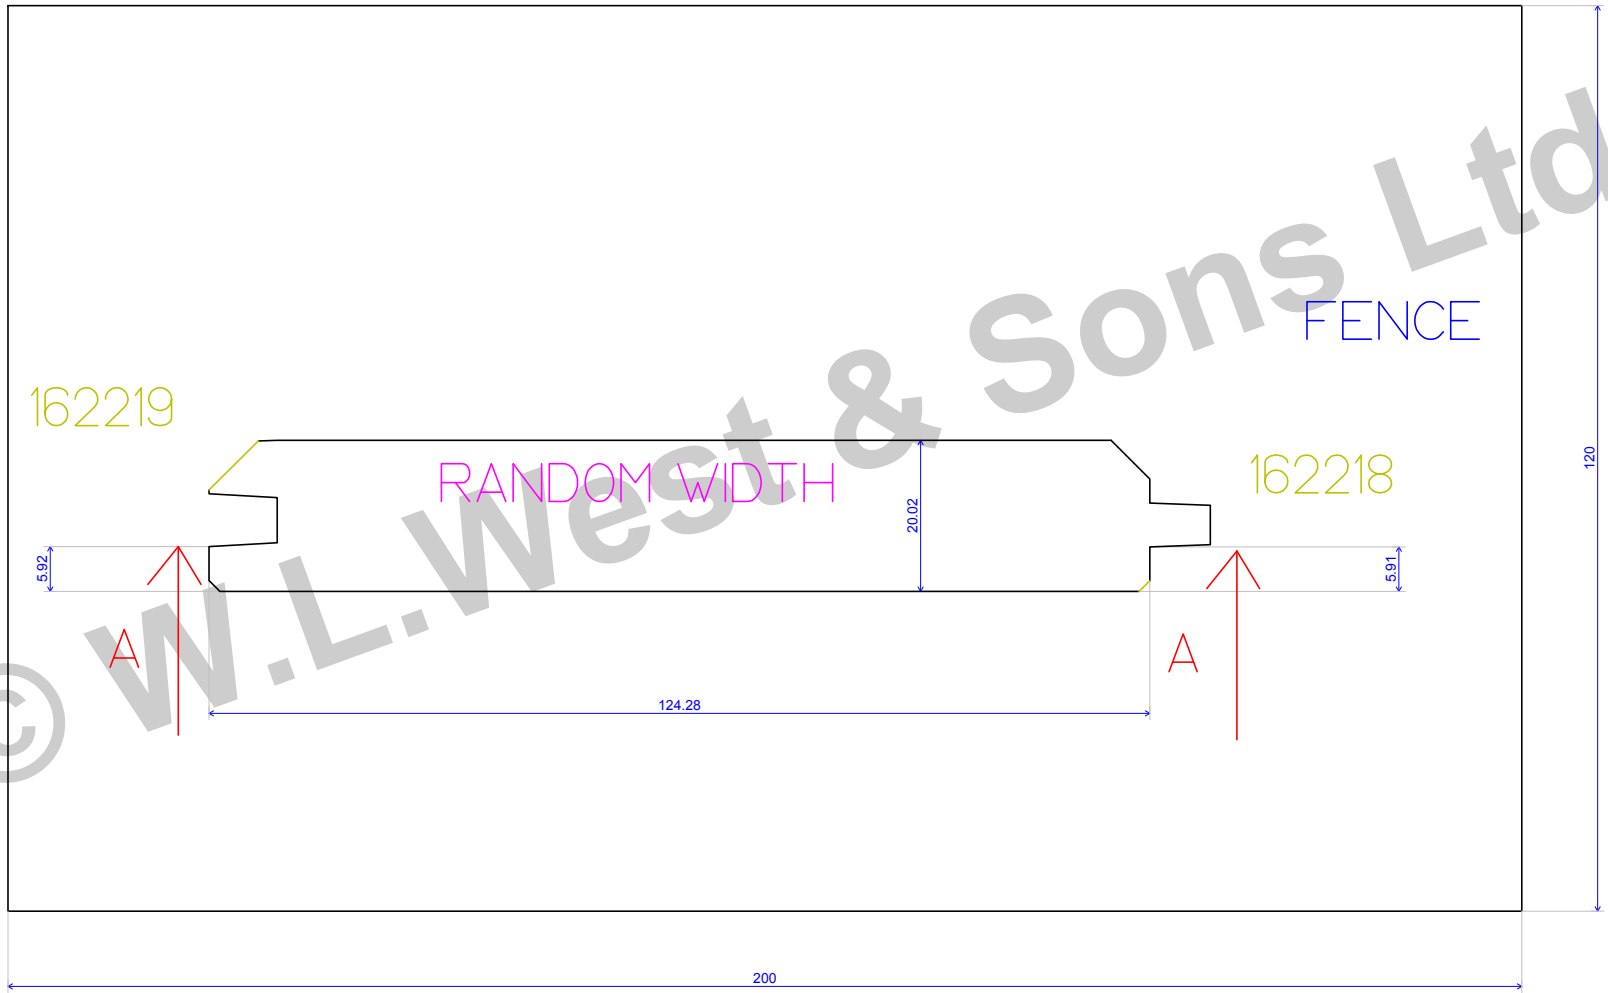 © W.L.West & Sons Ltd
FENCE
120
162219
RANDOM WIDTH
20.02
162218
5.92
5.91
A
A
124.28
200